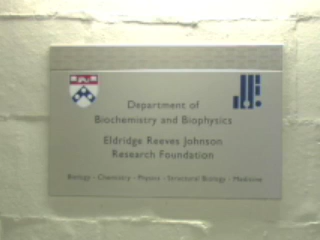 Department of
Biochemistry and Biophysics
Eldridge Reeves Johnson
Research Foundation
Biology - Chemistry - Physics - Structural Biology - Medicine